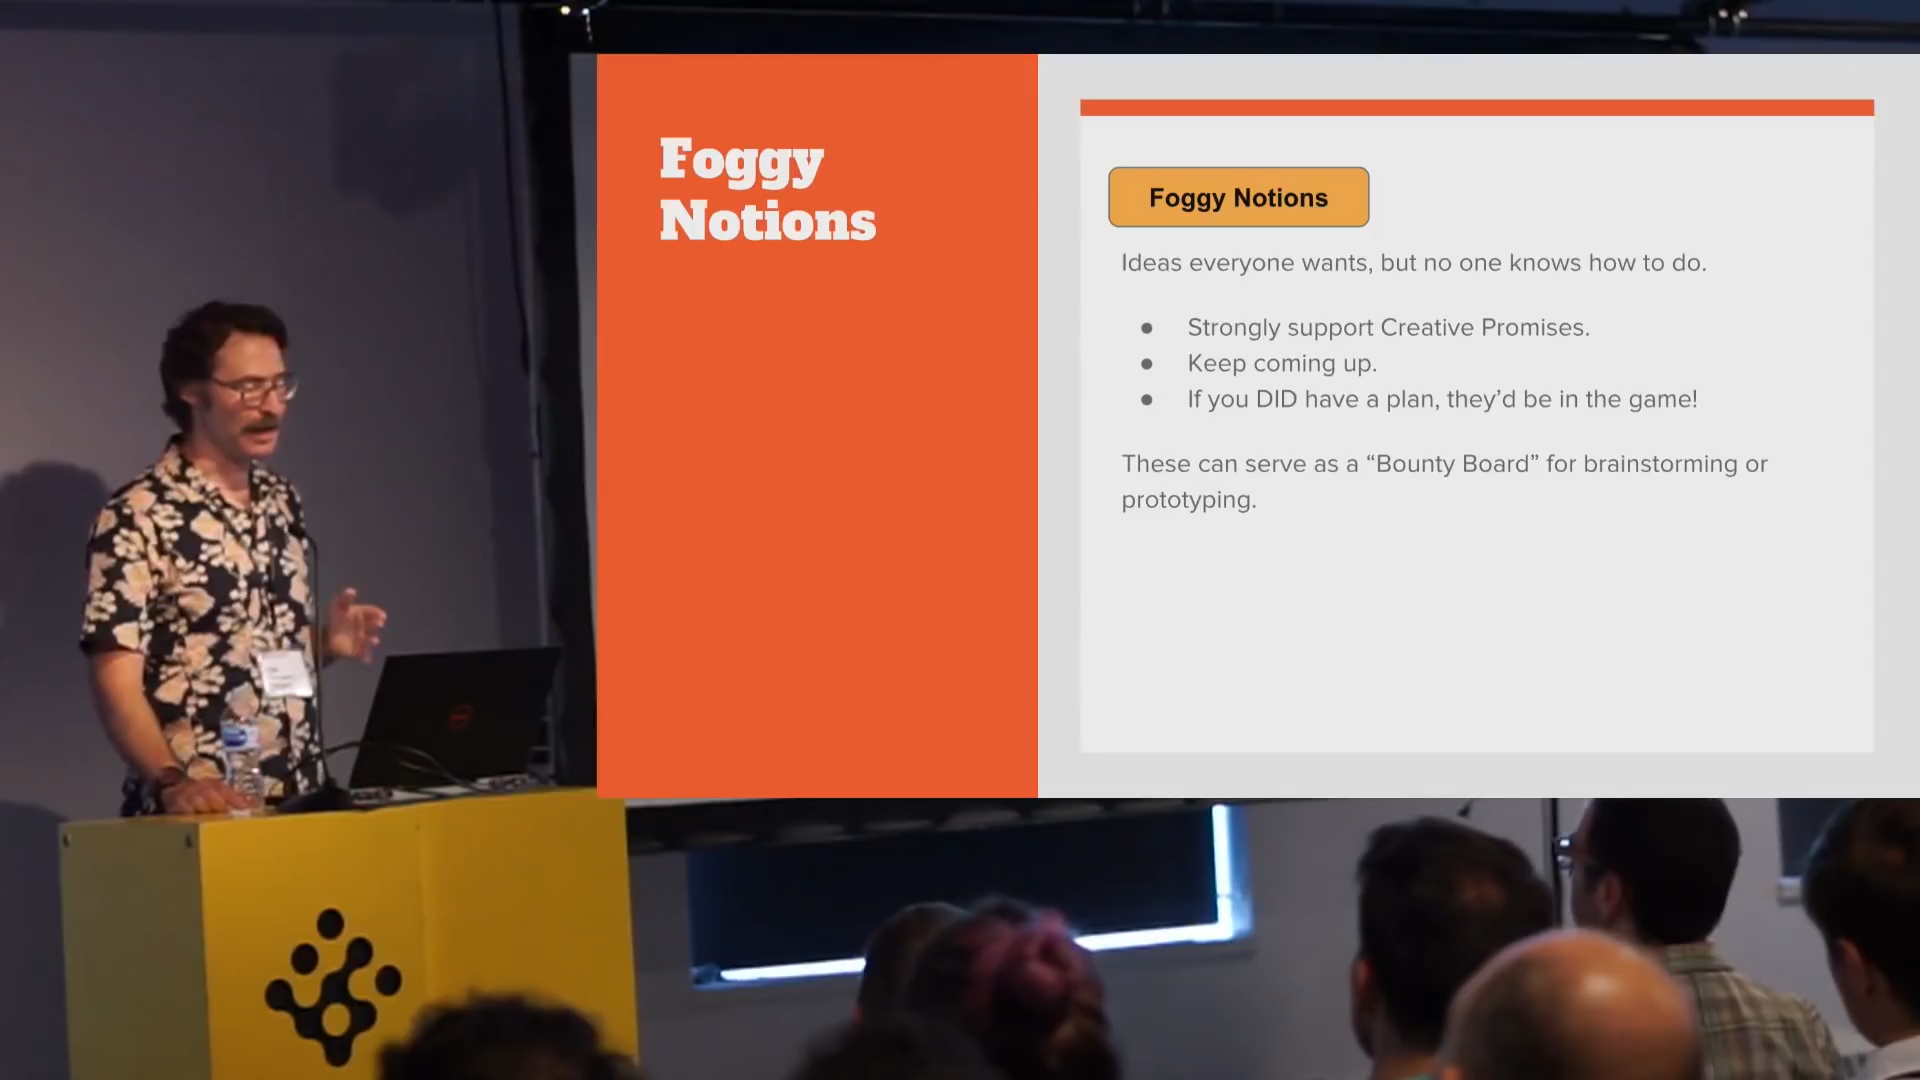 Foggy
Notions
Foggy Notions
Ideas everyone wants, but no one knows how to do.
● Strongly support Creative Promises.
● Keep coming up.
● If you DID have a plan, they’d be in the game!
These can serve as a “Bounty Board” for brainstorming or
prototyping.